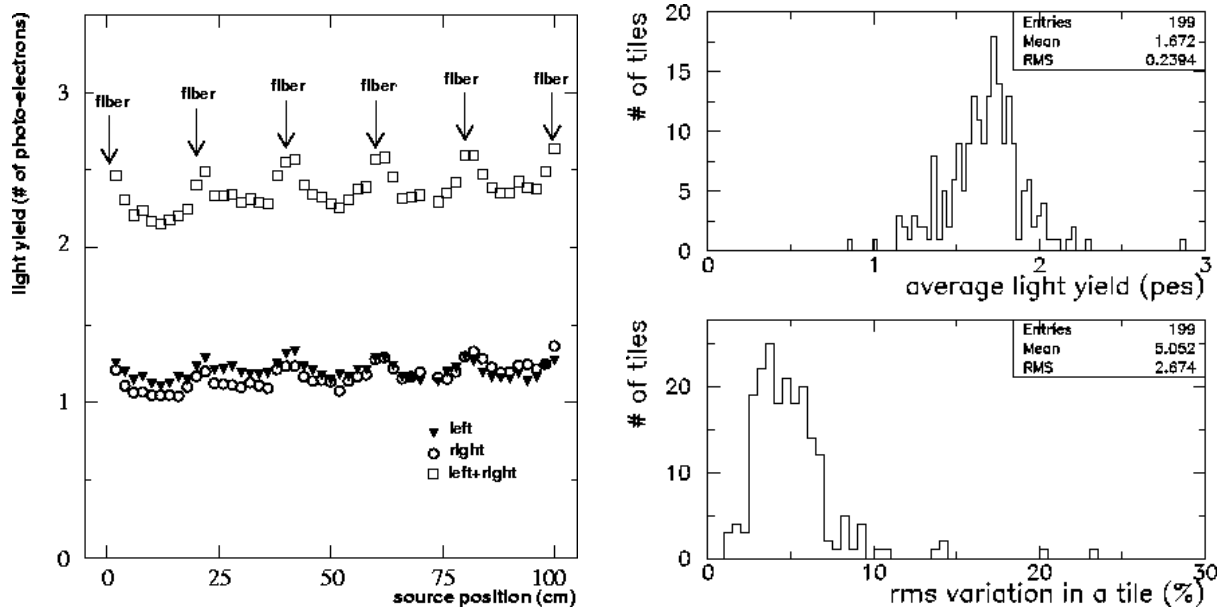 light yield (# of photo-electrons)
3
2
1
0
fiber
fiber
fiber
fiber
fiber
fiber
left
right
left+right
0
25
50
75
100
source position (cm)
# of tiles
20
15
10
5
0
Entries 199
Mean 1.672
RMS 0.2394
0
1
2
3
average light yield (pes)
# of tiles
20
10
0
Entries 199
Mean 5.052
RMS 2.674
0
10
20
30
rms variation in a tile (%)